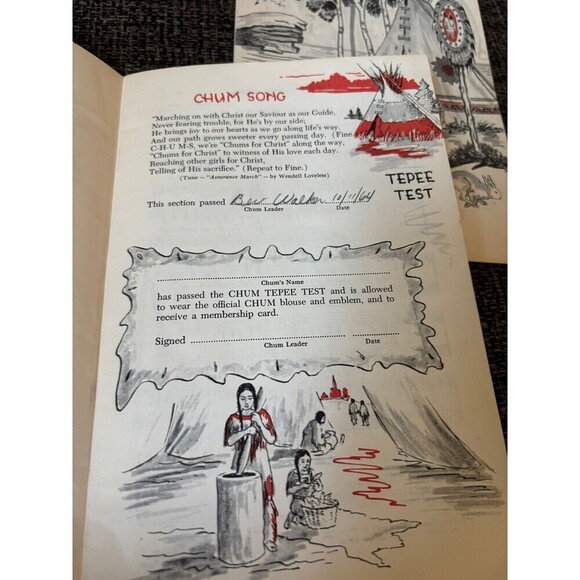 CHUM SONG
"Marching on with Christ our Saviour as our Guide,
Never fearing trouble, for He's by our side;
He brings joy to our hearts as we go along life's way,
And our path grows sweeter every passing day. (Fine
C-H-U M-S, we're "Chums for Christ" along the way,
"Chums for Christ" to witness of His love each day.
Reaching other girls for Christ,
Telling of His sacrifice." (Repeat to Fine.)
(Tune — "Assurance March" — by Wendell Loveless)
TEPEE
TEST
This section passed Bev Walker 10/11/64
Chum Leader Date
Chum's Name
has passed the CHUM TEPEE TEST and is allowed
to wear the official CHUM blouse and emblem, and to
receive a membership card.
Signed
Chum Leader Date